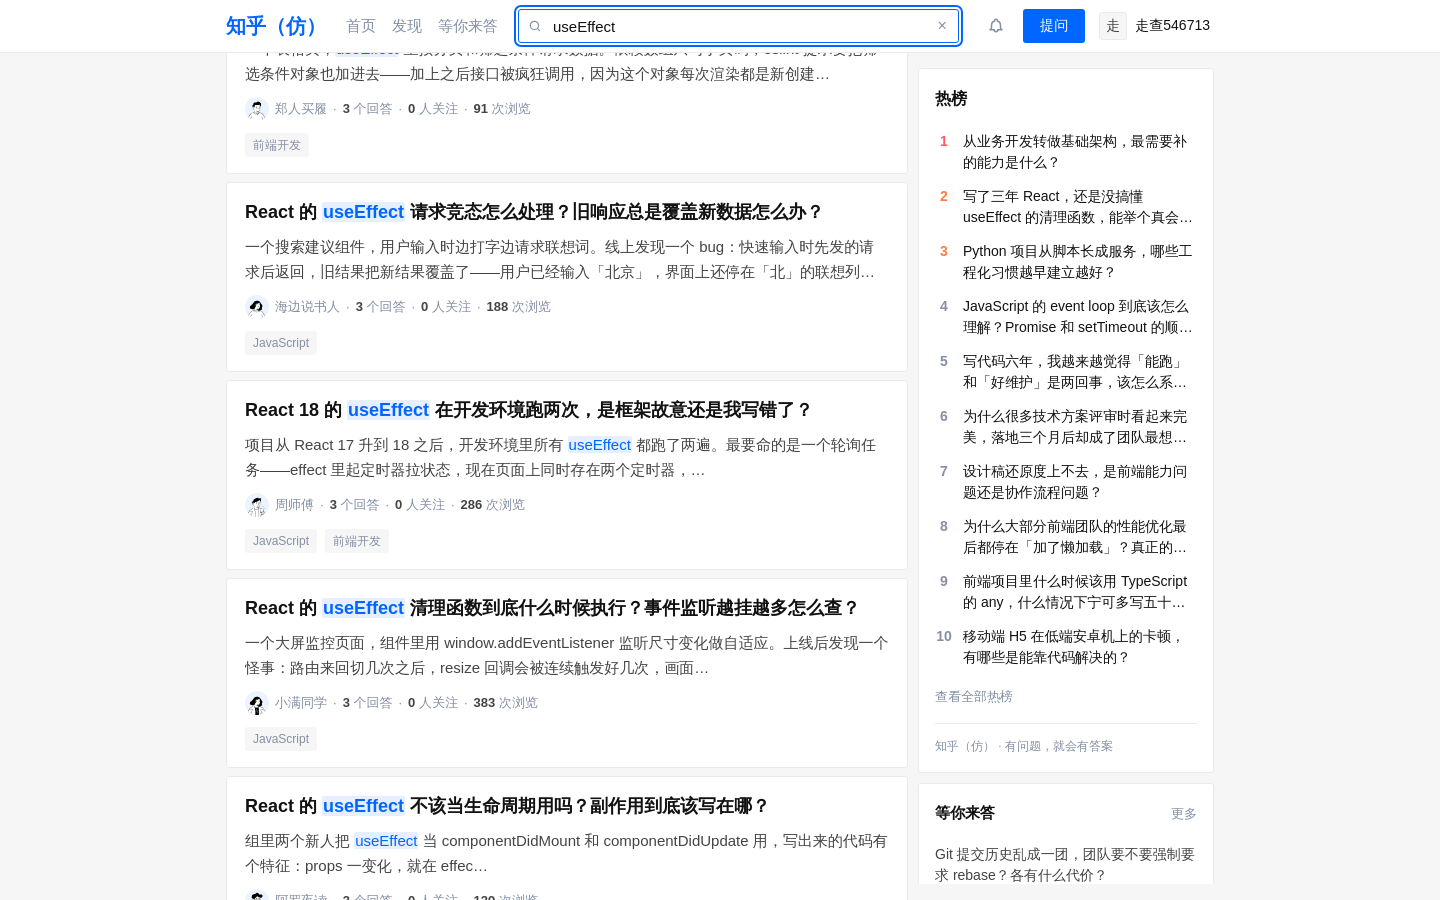 知乎（仿） 首页 发现 等你来答 useEffect × 提问 走 走查546713
选条件对象也加进去——加上之后接口被疯狂调用，因为这个对象每次渲染都是新创建…
郑人买履 · 3 个回答 · 0 人关注 · 91 次浏览
前端开发
React 的 useEffect 请求竞态怎么处理？旧响应总是覆盖新数据怎么办？
一个搜索建议组件，用户输入时边打字边请求联想词。线上发现一个 bug：快速输入时先发的请
求后返回，旧结果把新结果覆盖了——用户已经输入「北京」，界面上还停在「北」的联想列…
海边说书人 · 3 个回答 · 0 人关注 · 188 次浏览
JavaScript
React 18 的 useEffect 在开发环境跑两次，是框架故意还是我写错了？
项目从 React 17 升到 18 之后，开发环境里所有 useEffect 都跑了两遍。最要命的是一个轮询任
务——effect 里起定时器拉状态，现在页面上同时存在两个定时器，…
周师傅 · 3 个回答 · 0 人关注 · 286 次浏览
JavaScript 前端开发
React 的 useEffect 清理函数到底什么时候执行？事件监听越挂越多怎么查？
一个大屏监控页面，组件里用 window.addEventListener 监听尺寸变化做自适应。上线后发现一个
怪事：路由来回切几次之后，resize 回调会被连续触发好几次，画面…
小满同学 · 3 个回答 · 0 人关注 · 383 次浏览
JavaScript
React 的 useEffect 不该当生命周期用吗？副作用到底该写在哪？
组里两个新人把 useEffect 当 componentDidMount 和 componentDidUpdate 用，写出来的代码有
个特征：props 一变化，就在 effec…
热榜
1 从业务开发转做基础架构，最需要补
的能力是什么？
2 写了三年 React，还是没搞懂
useEffect 的清理函数，能举个真会…
3 Python 项目从脚本长成服务，哪些工
程化习惯越早建立越好？
4 JavaScript 的 event loop 到底该怎么
理解？Promise 和 setTimeout 的顺…
5 写代码六年，我越来越觉得「能跑」
和「好维护」是两回事，该怎么系…
6 为什么很多技术方案评审时看起来完
美，落地三个月后却成了团队最想…
7 设计稿还原度上不去，是前端能力问
题还是协作流程问题？
8 为什么大部分前端团队的性能优化最
后都停在「加了懒加载」？真正的…
9 前端项目里什么时候该用 TypeScript
的 any，什么情况下宁可多写五十…
10 移动端 H5 在低端安卓机上的卡顿，
有哪些是能靠代码解决的？
查看全部热榜
知乎（仿） · 有问题，就会有答案
等你来答 更多
Git 提交历史乱成一团，团队要不要强制要
求 rebase？各有什么代价？